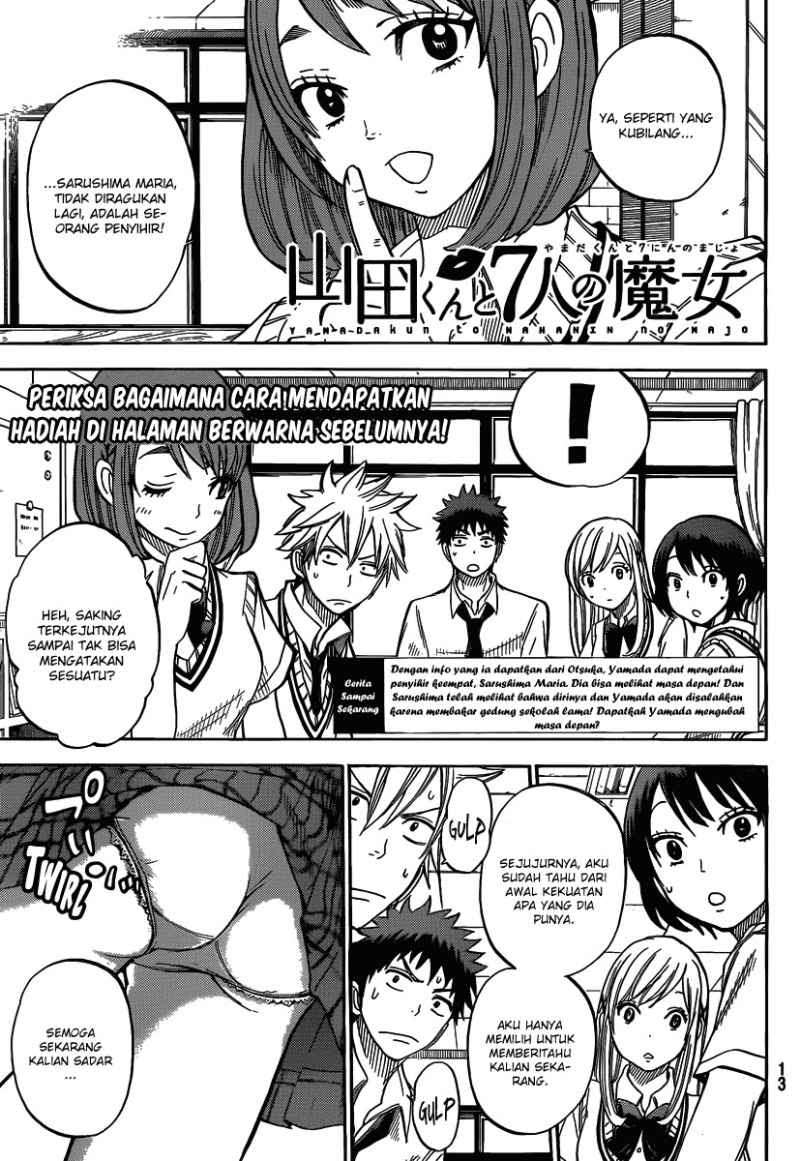 YA, SEPERTI YANG
KUBILANG...
...SARUSHIMA MARIA,
TIDAK DIRAGUKAN
LAGI, ADALAH SE-
ORANG PENYIHIR!
やまだくんと7にんのまじょ
山田くんと7人の魔女
YAMADAKUN TO NANANIN NO MAJO
PERIKSA BAGAIMANA CARA MENDAPATKAN
HADIAH DI HALAMAN BERWARNA SEBELUMNYA!
!
HEH, SAKING
TERKEJUTNYA
SAMPAI TAK BISA
MENGATAKAN
SESUATU?
Cerita
Sampai
Sekarang
Dengan info yang ia dapatkan dari Otsuka, Yamada dapat mengetahui
penyihir keempat, Sarushima Maria. Dia bisa melihat masa depan! Dan
Sarushima telah melihat bahwa dirinya dan Yamada akan disalahkan
karena membakar gedung sekolah lama! Dapatkah Yamada mengubah
masa depan?
GULP
SEJUJURNYA, AKU
SUDAH TAHU DARI
AWAL KEKUATAN
APA YANG DIA
PUNYA.
AKU HANYA
MEMILIH UNTUK
MEMBERITAHU
KALIAN SEKA-
RANG.
GULP
ぷりっ
TWIRL
SEMOGA
SEKARANG
KALIAN SADAR
...
13